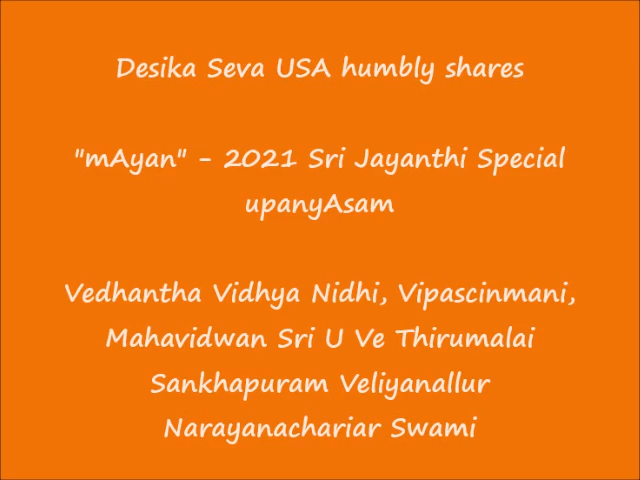 Desika Seva USA humbly shares
"mAyan" - 2021 Sri Jayanthi Special
upanyAsam
Vedhantha Vidhya Nidhi, Vipascinmani,
Mahavidwan Sri U Ve Thirumalai
Sankhapuram Veliyanallur
Narayanachariar Swami